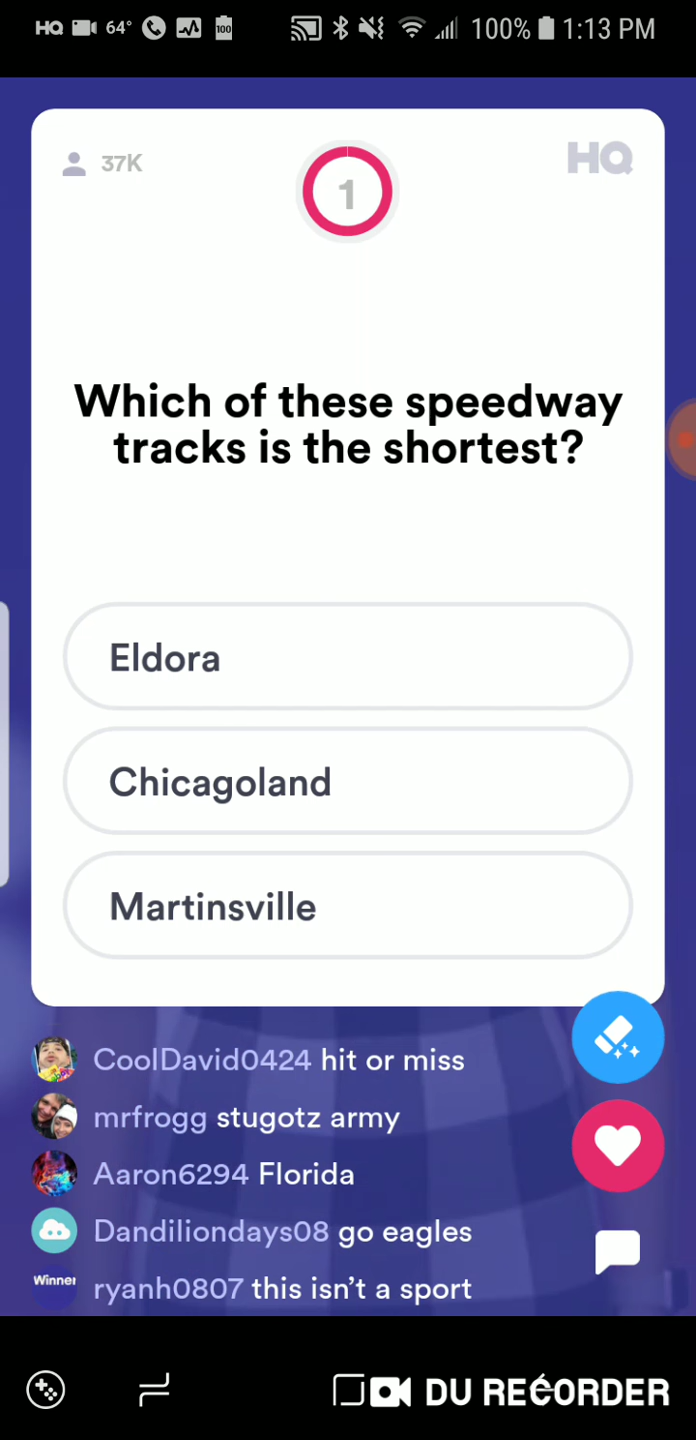 HQ 64° 100 100% 1:13 PM
37K 1 HQ
Which of these speedway
tracks is the shortest?
Eldora
Chicagoland
Martinsville
CoolDavid0424 hit or miss
mrfrogg stugotz army
Aaron6294 Florida
Dandiliondays08 go eagles
Winner ryanh0807 this isn’t a sport
DU RECORDER